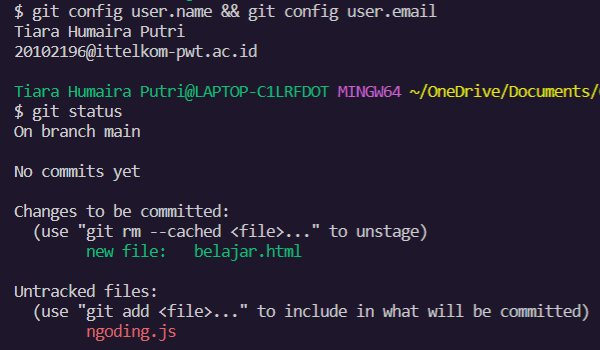 $ git config user.name && git config user.email
Tiara Humaira Putri
20102196@ittelkom-pwt.ac.id
Tiara Humaira Putri@LAPTOP-C1LRFDOT MINGW64 ~/OneDrive/Documents/
$ git status
On branch main
No commits yet
Changes to be committed:
(use "git rm --cached <file>..." to unstage)
new file: belajar.html
Untracked files:
(use "git add <file>..." to include in what will be committed)
ngoding.js